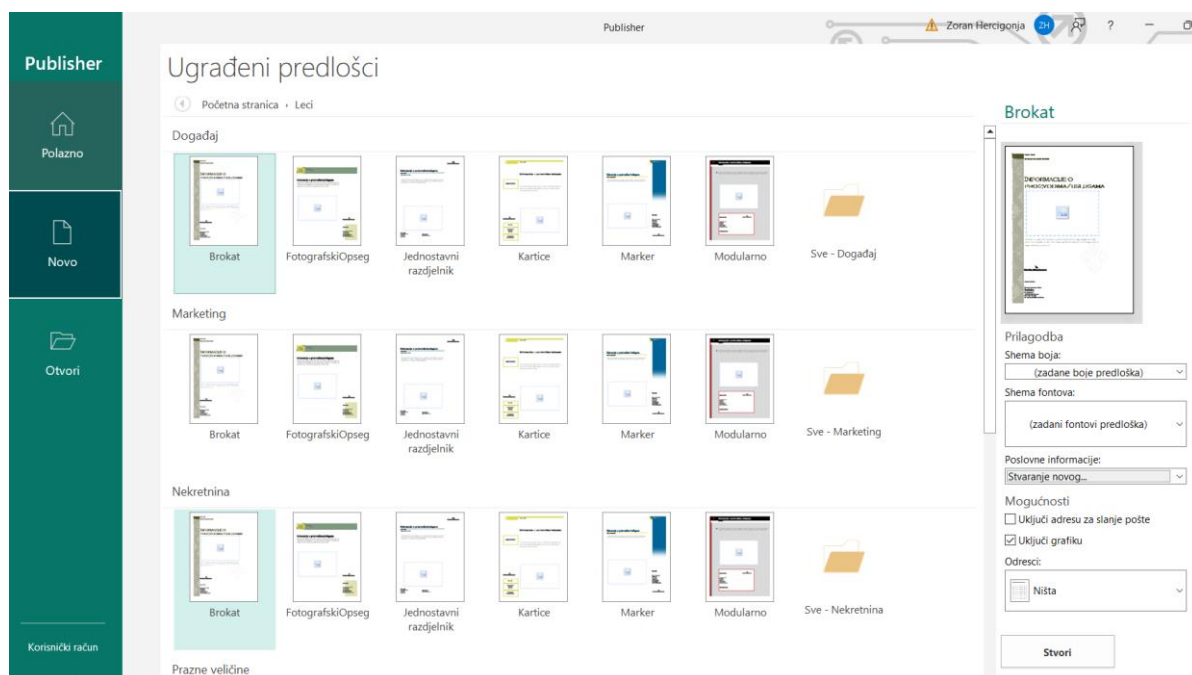 Publisher
Zoran Hercigonja
ZH
?
Publisher
Polazno
Novo
Otvori
Korisnički račun
Ugrađeni predlošci
Početna stranica
Leci
Događaj
Brokat
FotografskiOpseg
Jednostavni
razdjelnik
Kartice
Marker
Modularno
Sve - Događaj
Marketing
Brokat
FotografskiOpseg
Jednostavni
razdjelnik
Kartice
Marker
Modularno
Sve - Marketing
Nekretnina
Brokat
FotografskiOpseg
Jednostavni
razdjelnik
Kartice
Marker
Modularno
Sve - Nekretnina
Prazne veličine
Brokat
INFORMACIJE O
PROIZVODIMA/USLUGAMA
Prilagodba
Shema boja:
(zadane boje predloška)
Shema fontova:
(zadani fontovi predloška)
Poslovne informacije:
Stvaranje novog...
Mogućnosti
Uključi adresu za slanje pošte
Uključi grafiku
Odresci:
Ništa
Stvori